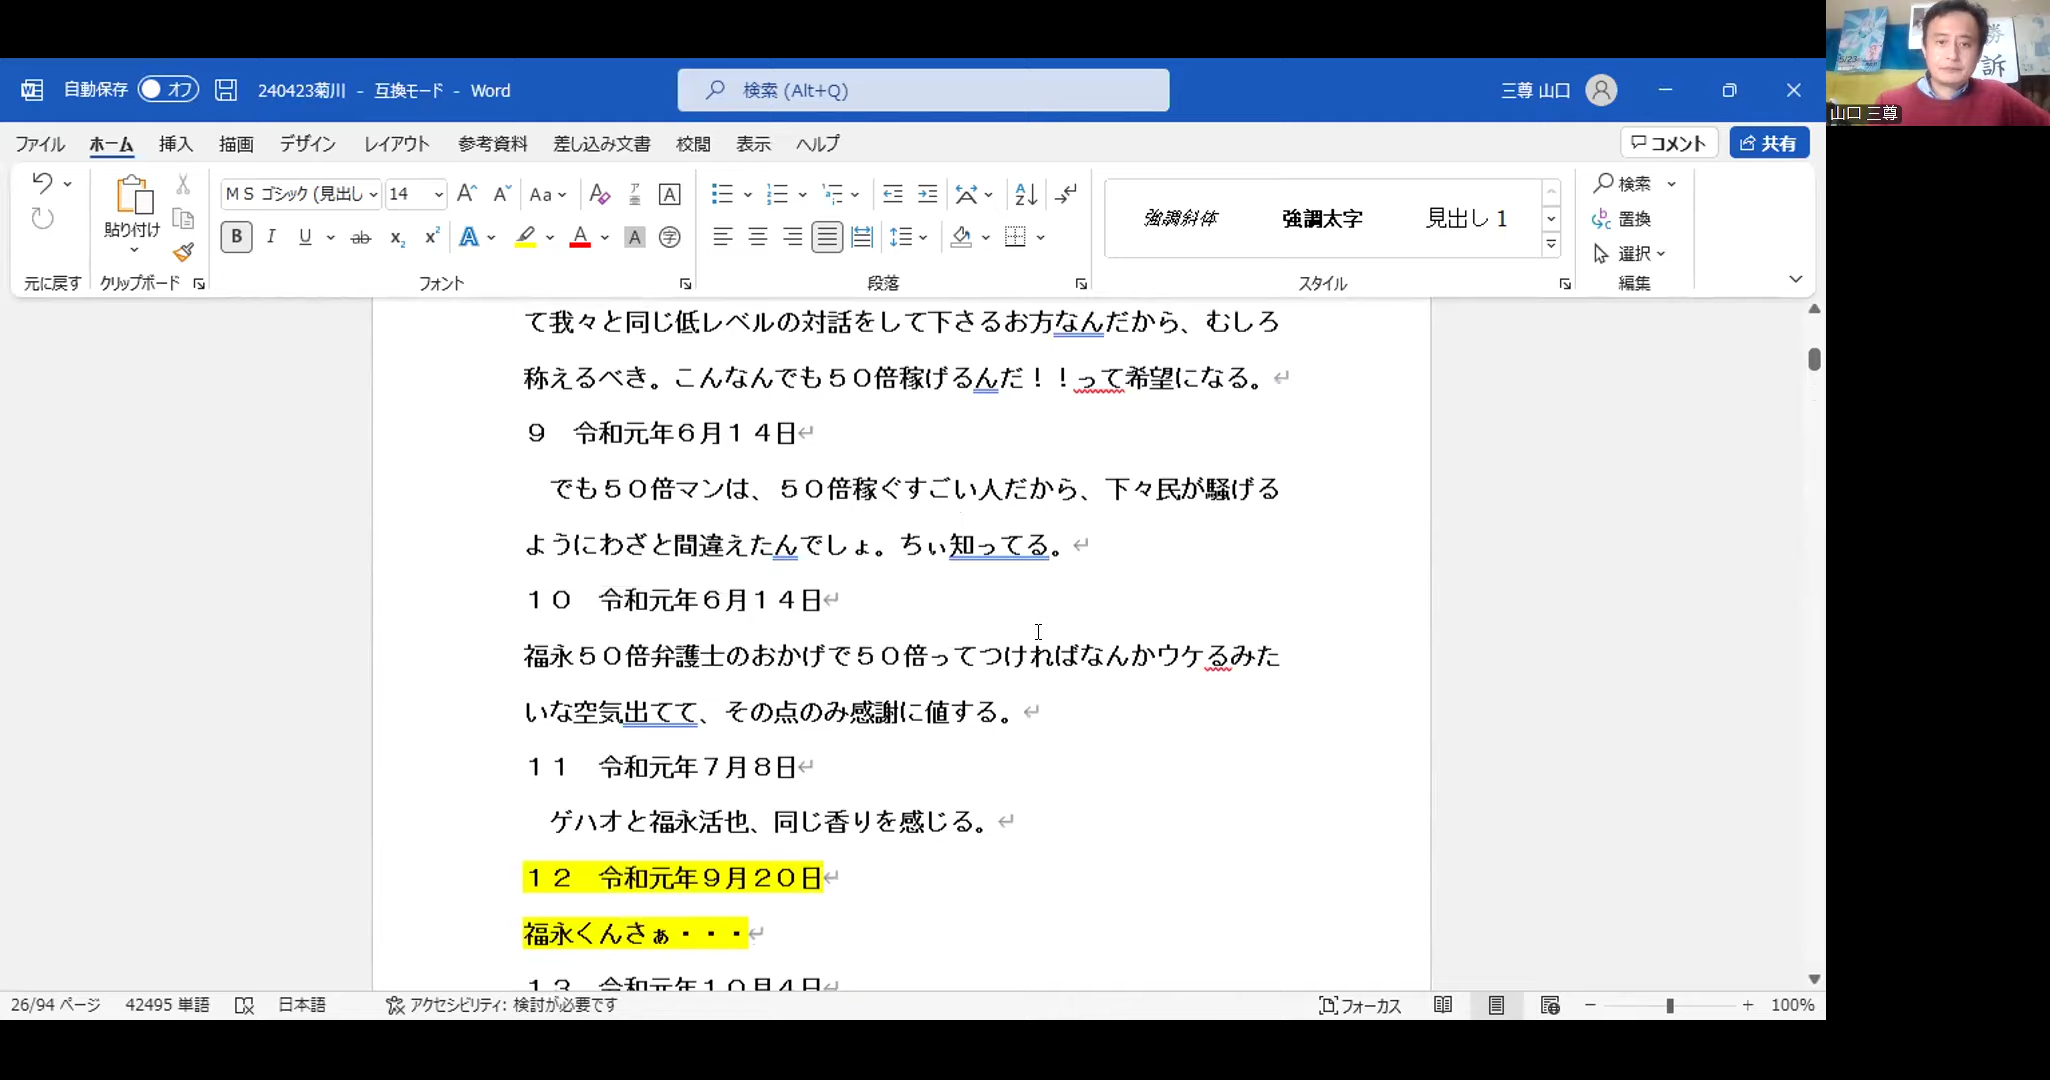 自動保存 オフ 240423菊川 - 互換モード - Word 検索 (Alt+Q) 三尊 山口
ファイル ホーム 挿入 描画 デザイン レイアウト 参考資料 差し込み文書 校閲 表示 ヘルプ コメント 共有
貼り付け MS ゴシック (見出し 14 Aa 強調斜体 強調太字 見出し 1 検索 置換 選択
元に戻す クリップボード フォント 段落 スタイル 編集
て我々と同じ低レベルの対話をして下さるお方なんだから、むしろ
称えるべき。こんなんでも５０倍稼げるんだ！！って希望になる。
９　令和元年６月１４日
でも５０倍マンは、５０倍稼ぐすごい人だから、下々民が騒げる
ようにわざと間違えたんでしょ。ちぃ知ってる。
１０　令和元年６月１４日
福永５０倍弁護士のおかげで５０倍ってつければなんかウケるみた
いな空気出てて、その点のみ感謝に値する。
１１　令和元年７月８日
ゲハオと福永活也、同じ香りを感じる。
１２　令和元年９月２０日
福永くんさぁ・・・
１３　令和元年１０月４日
26/94 ページ 42495 単語 日本語 アクセシビリティ: 検討が必要です フォーカス 100%
勝
訴
山口 三尊